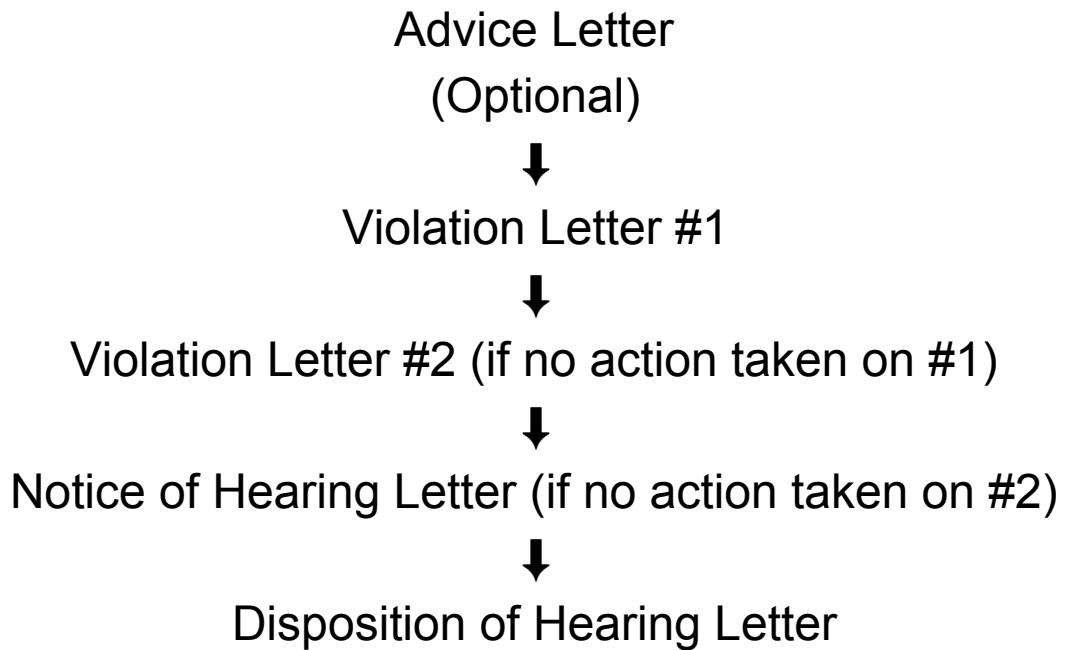 Advice Letter
(Optional)
Violation Letter #1
Violation Letter #2 (if no action taken on #1)
Notice of Hearing Letter (if no action taken on #2)
Disposition of Hearing Letter